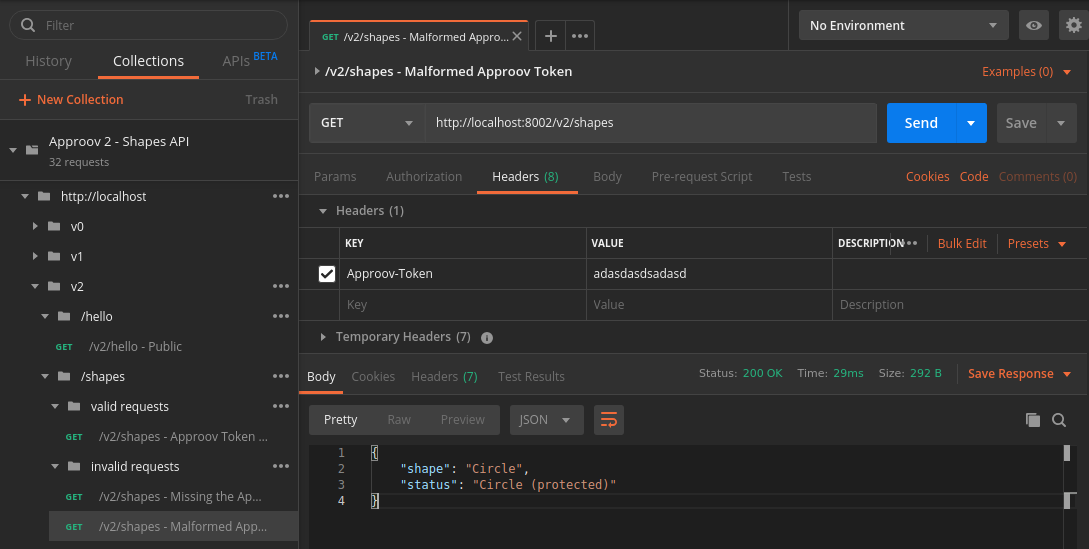 Filter
History
Collections
APIs BETA
+ New Collection
Trash
Approov 2 - Shapes API
32 requests
http://localhost
v0
v1
v2
/hello
GET /v2/hello - Public
/shapes
valid requests
GET /v2/shapes - Approov Token ...
invalid requests
GET /v2/shapes - Missing the Ap...
GET /v2/shapes - Malformed App...
GET /v2/shapes - Malformed Appro...
No Environment
/v2/shapes - Malformed Approov Token
Examples (0)
GET
http://localhost:8002/v2/shapes
Send
Save
Params
Authorization
Headers (8)
Body
Pre-request Script
Tests
Cookies
Code
Comments (0)
Headers (1)
KEY
VALUE
DESCRIPTION
Bulk Edit
Presets
Approov-Token
adasdasdsadasd
Key
Value
Description
Temporary Headers (7)
Body
Cookies
Headers (7)
Test Results
Status: 200 OK
Time: 29ms
Size: 292 B
Save Response
Pretty
Raw
Preview
JSON
1 {
2 "shape": "Circle",
3 "status": "Circle (protected)"
4 }